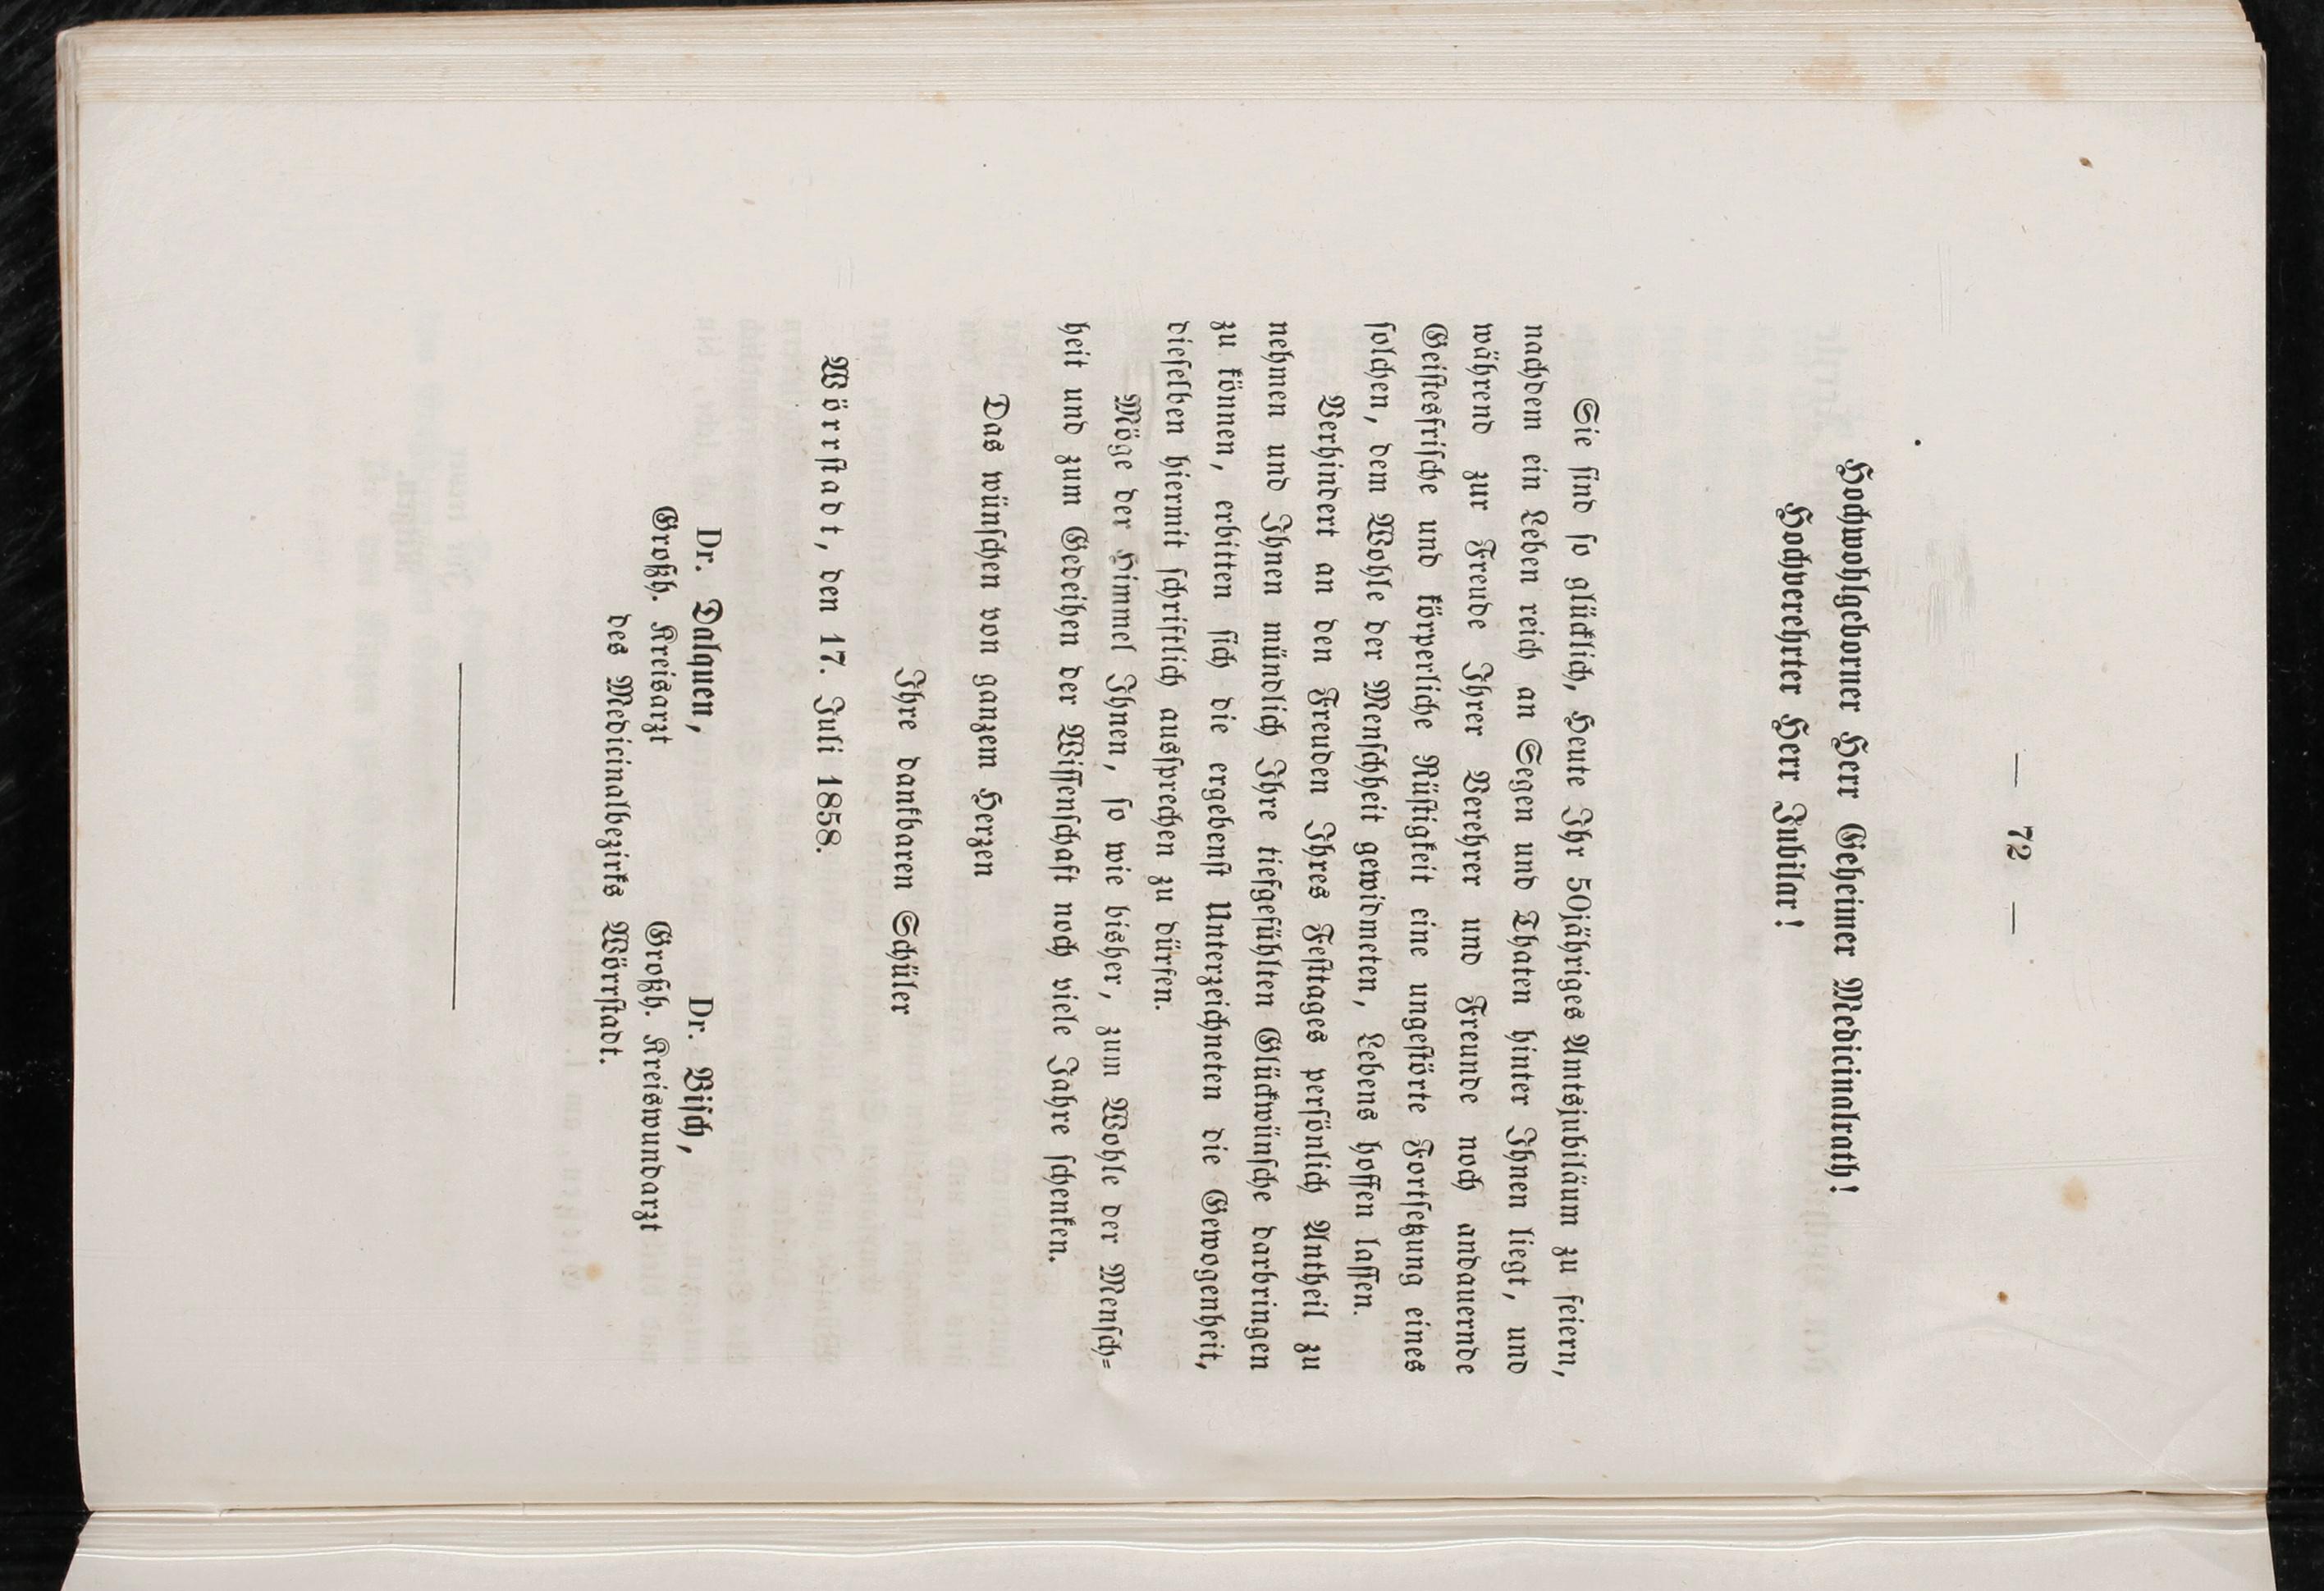 — 72 —
Hochwohlgeborner Herr Geheimer Medicinalrath!
Hochverehrter Herr Jubilar!
Sie ſind ſo glücklich, Heute Ihr 50jähriges Amtsjubiläum zu feiern,
nachdem ein Leben reich an Segen und Thaten hinter Ihnen liegt, und
während zur Freude Ihrer Verehrer und Freunde noch andauernde
Geiſtesfriſche und körperliche Rüſtigkeit eine ungeſtörte Fortſetzung eines
ſolchen, dem Wohle der Menſchheit gewidmeten, Lebens hoffen laſſen.
Verhindert an den Freuden Ihres Feſttages perſönlich Antheil zu
nehmen und Ihnen mündlich Ihre tiefgefühlten Glückwünſche darbringen
zu können, erbitten ſich die ergebenſt Unterzeichneten die Gewogenheit,
dieſelben hiermit ſchriftlich ausſprechen zu dürfen.
Möge der Himmel Ihnen, ſo wie bisher, zum Wohle der Menſch-
heit und zum Gedeihen der Wiſſenſchaft noch viele Jahre ſchenken.
Das wünſchen von ganzem Herzen
Ihre dankbaren Schüler
Wörrſtadt, den 17. Juli 1858.
Dr. Dalquen, Dr. Biſch,
Großh. Kreisarzt Großh. Kreiswundarzt
des Medicinalbezirks Wörrſtadt.